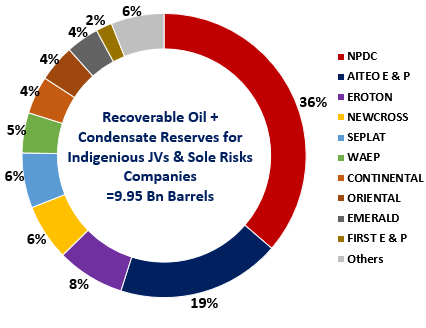 Recoverable Oil +
Condensate Reserves for
Indigenious JVs & Sole Risks
Companies
=9.95 Bn Barrels
36%
19%
8%
6%
6%
5%
4%
4%
4%
2%
6%
NPDC
AITEO E & P
EROTON
NEWCROSS
SEPLAT
WAEP
CONTINENTAL
ORIENTAL
EMERALD
FIRST E & P
Others